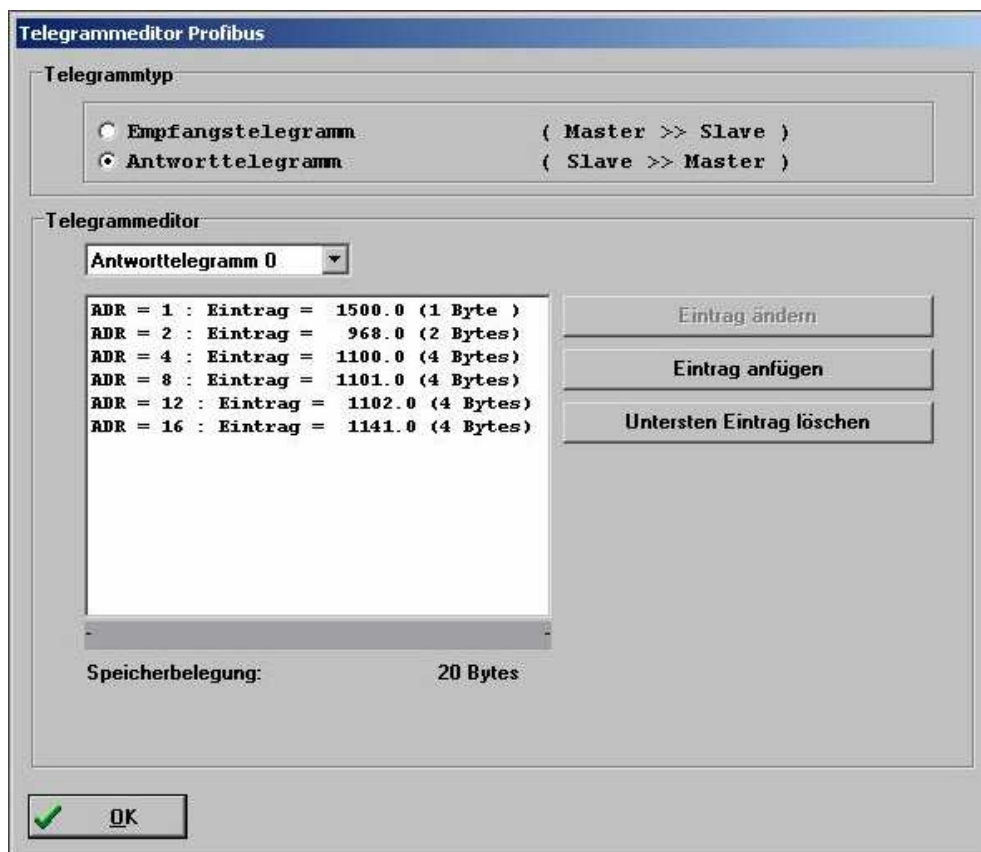 Telegrammeditor Profibus
Telegrammtyp
Empfangstelegramm ( Master >> Slave )
Antworttelegramm ( Slave >> Master )
Telegrammeditor
Antworttelegramm 0
ADR = 1 : Eintrag = 1500.0 (1 Byte )
ADR = 2 : Eintrag = 968.0 (2 Bytes)
ADR = 4 : Eintrag = 1100.0 (4 Bytes)
ADR = 8 : Eintrag = 1101.0 (4 Bytes)
ADR = 12 : Eintrag = 1102.0 (4 Bytes)
ADR = 16 : Eintrag = 1141.0 (4 Bytes)
Eintrag ändern
Eintrag anfügen
Untersten Eintrag löschen
- -
Speicherbelegung: 20 Bytes
OK